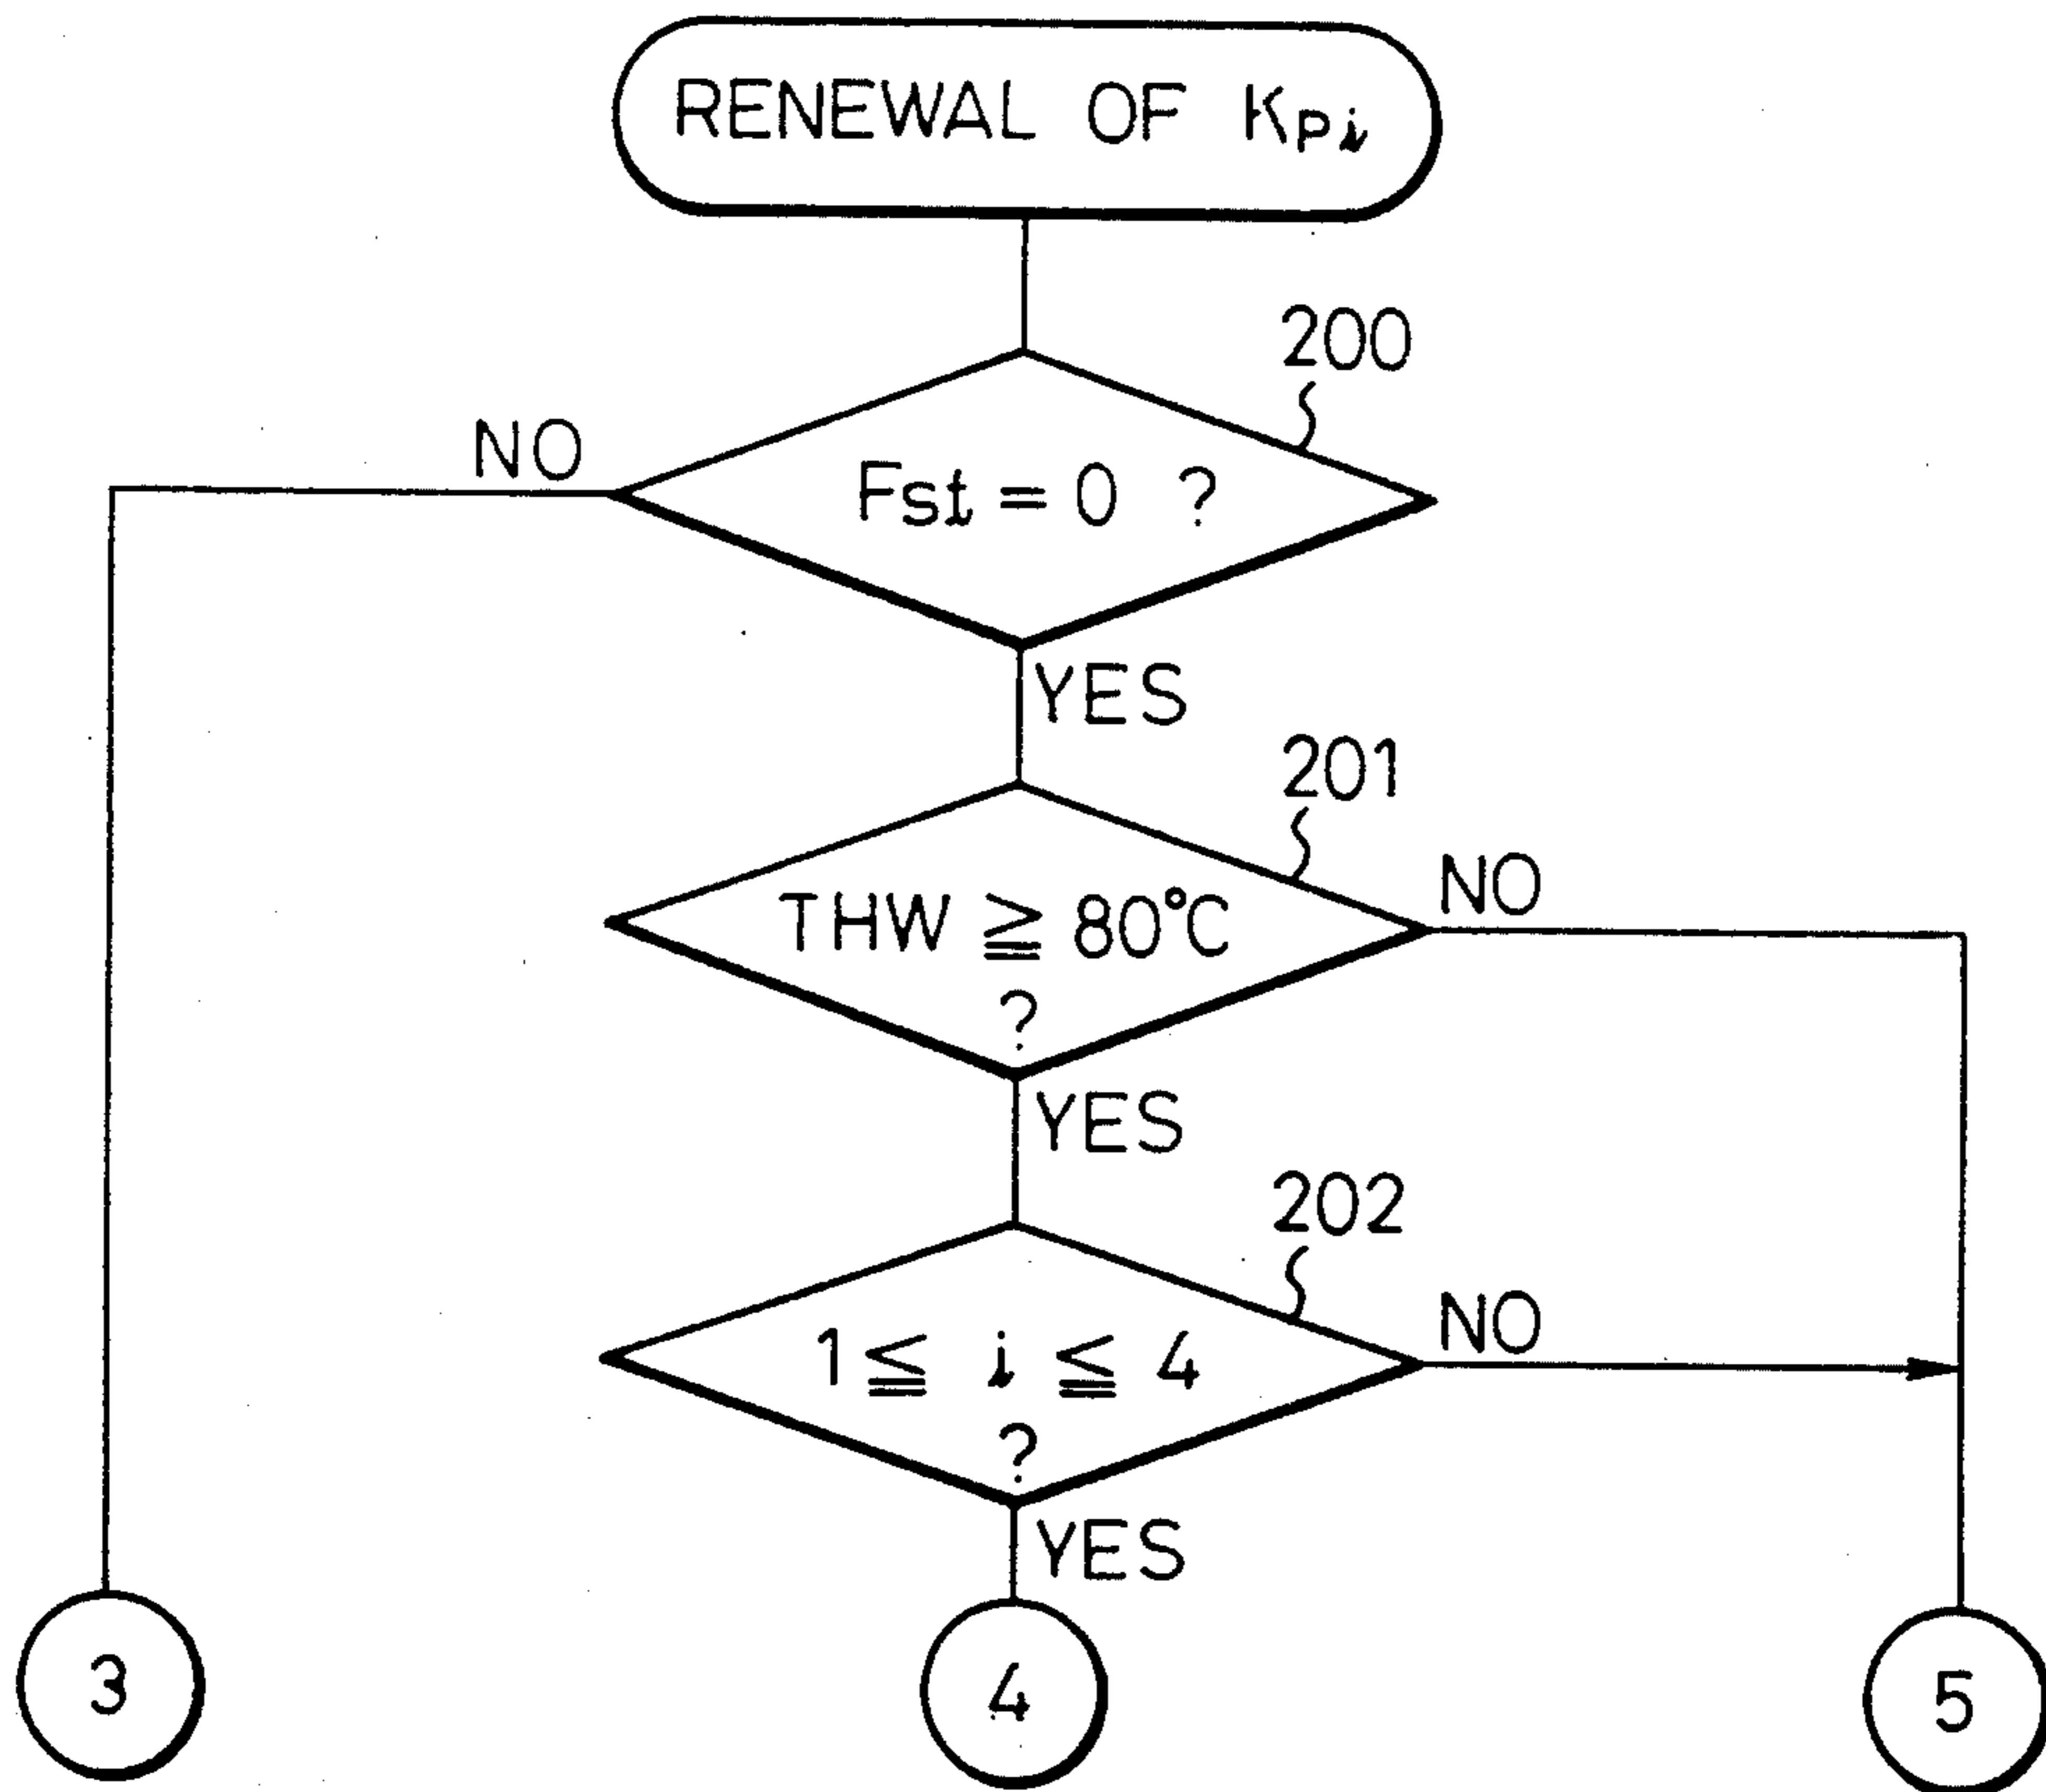 RENEWAL OF Kpi
200
NO
Fst = 0 ?
YES
201
THW ≧ 80°C
?
NO
YES
202
1 ≦ i ≦ 4
?
NO
YES
3
4
5